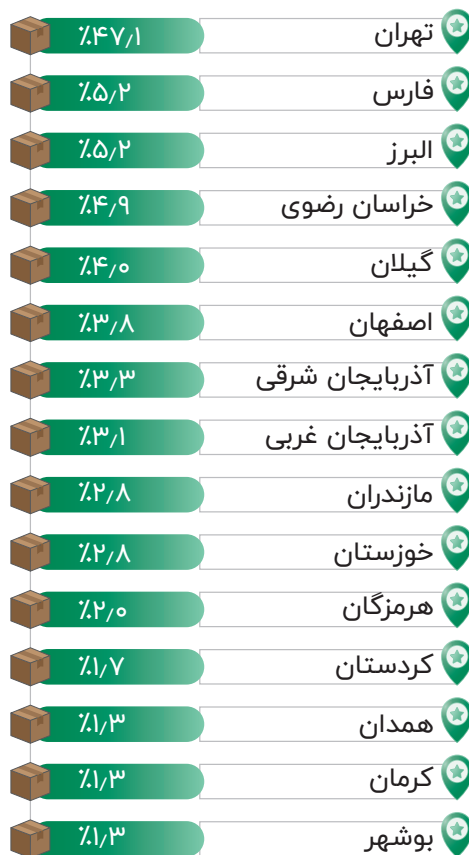 تهران ٪۴۷٫۱
فارس ٪۵٫۲
البرز ٪۵٫۲
خراسان رضوی ٪۴٫۹
گیلان ٪۴٫۰
اصفهان ٪۳٫۸
آذربایجان شرقی ٪۳٫۳
آذربایجان غربی ٪۳٫۱
مازندران ٪۲٫۸
خوزستان ٪۲٫۸
هرمزگان ٪۲٫۰
کردستان ٪۱٫۷
همدان ٪۱٫۳
کرمان ٪۱٫۳
بوشهر ٪۱٫۳